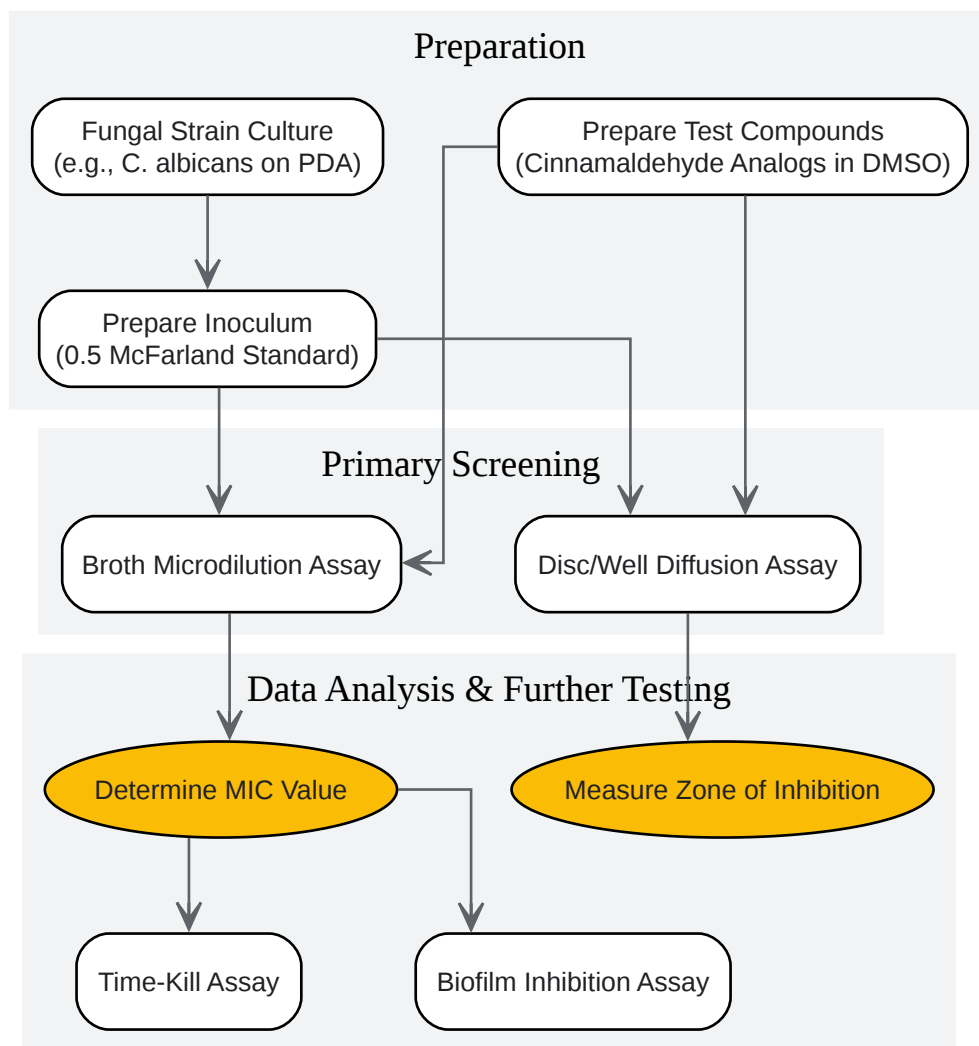 Preparation
Fungal Strain Culture
(e.g., C. albicans on PDA)
Prepare Test Compounds
(Cinnamaldehyde Analogs in DMSO)
Prepare Inoculum
(0.5 McFarland Standard)
Primary Screening
Broth Microdilution Assay
Disc/Well Diffusion Assay
Data Analysis & Further Testing
Determine MIC Value
Measure Zone of Inhibition
Time-Kill Assay
Biofilm Inhibition Assay